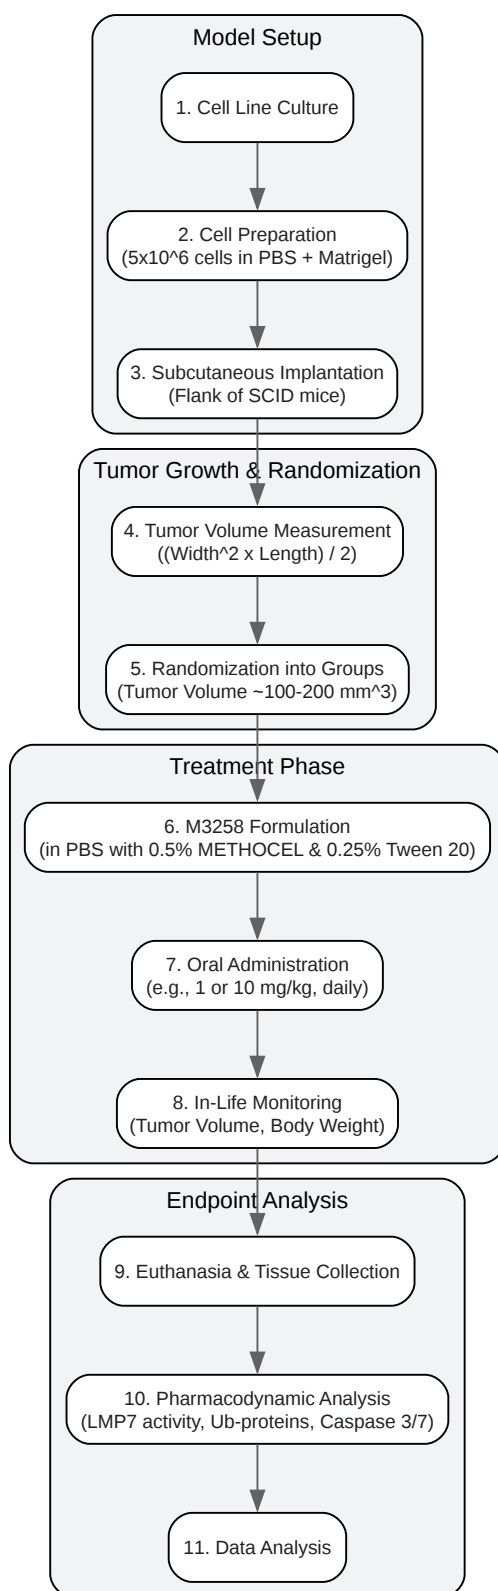 Model Setup
1. Cell Line Culture
2. Cell Preparation
(5x10^6 cells in PBS + Matrigel)
3. Subcutaneous Implantation
(Flank of SCID mice)
Tumor Growth & Randomization
4. Tumor Volume Measurement
((Width^2 x Length) / 2)
5. Randomization into Groups
(Tumor Volume ~100-200 mm^3)
Treatment Phase
6. M3258 Formulation
(in PBS with 0.5% METHOCEL & 0.25% Tween 20)
7. Oral Administration
(e.g., 1 or 10 mg/kg, daily)
8. In-Life Monitoring
(Tumor Volume, Body Weight)
Endpoint Analysis
9. Euthanasia & Tissue Collection
10. Pharmacodynamic Analysis
(LMP7 activity, Ub-proteins, Caspase 3/7)
11. Data Analysis